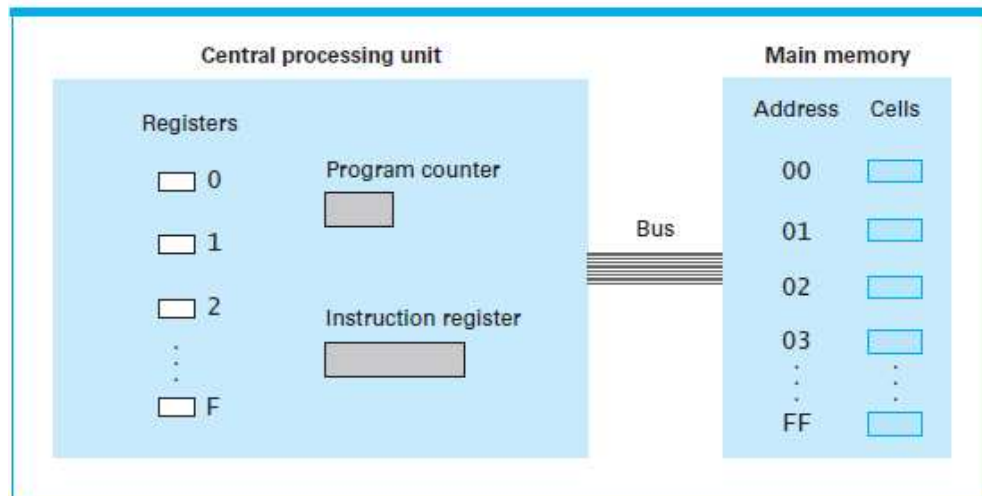 Central processing unit
Main memory
Registers
Address Cells
0
Program counter
00
1
Bus
01
2
02
Instruction register
03
F
FF